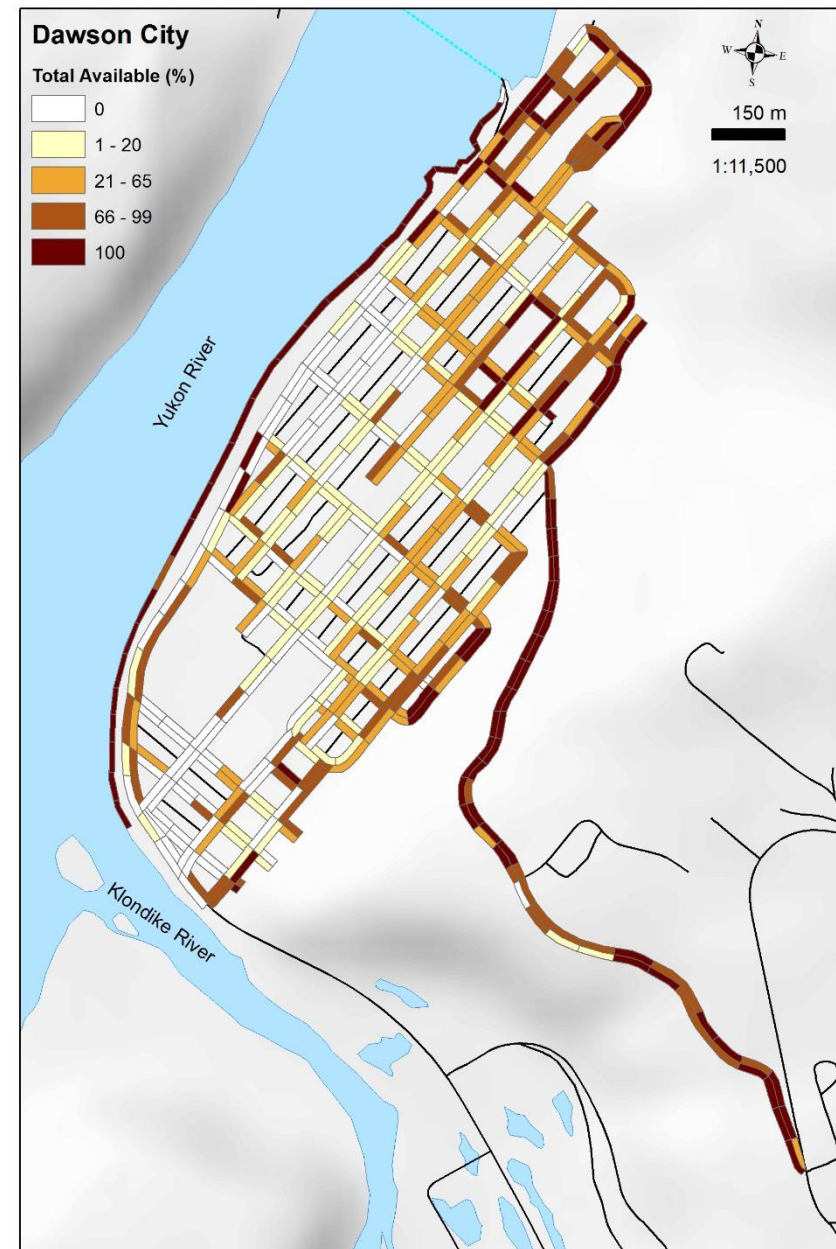 Dawson City
Total Available (%)
0
1 - 20
21 - 65
66 - 99
100
N
W
E
S
150 m
1:11,500
Yukon River
Klondike River